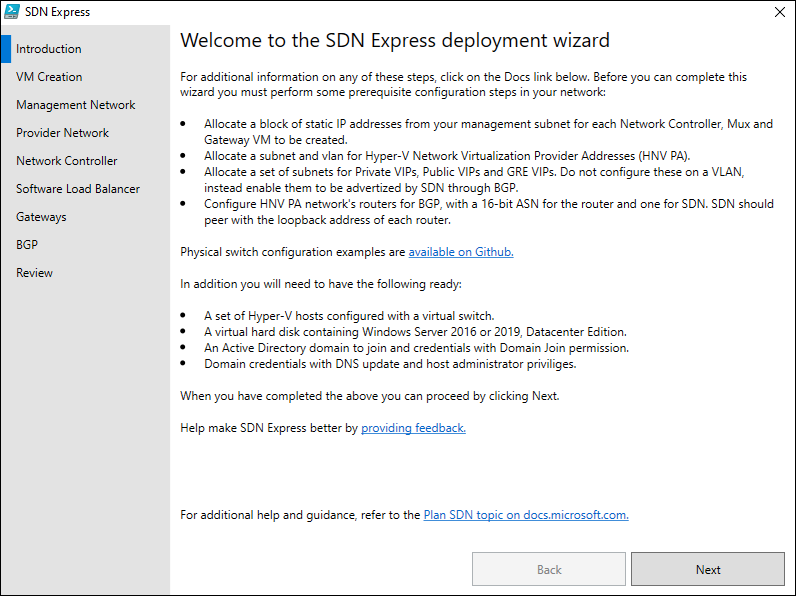 SDN Express
Introduction
VM Creation
Management Network
Provider Network
Network Controller
Software Load Balancer
Gateways
BGP
Review
Welcome to the SDN Express deployment wizard
For additional information on any of these steps, click on the Docs link below. Before you can complete this
wizard you must perform some prerequisite configuration steps in your network:
• Allocate a block of static IP addresses from your management subnet for each Network Controller, Mux and
Gateway VM to be created.
• Allocate a subnet and vlan for Hyper-V Network Virtualization Provider Addresses (HNV PA).
• Allocate a set of subnets for Private VIPs, Public VIPs and GRE VIPs. Do not configure these on a VLAN,
instead enable them to be advertized by SDN through BGP.
• Configure HNV PA network's routers for BGP, with a 16-bit ASN for the router and one for SDN. SDN should
peer with the loopback address of each router.
Physical switch configuration examples are available on Github.
In addition you will need to have the following ready:
• A set of Hyper-V hosts configured with a virtual switch.
• A virtual hard disk containing Windows Server 2016 or 2019, Datacenter Edition.
• An Active Directory domain to join and credentials with Domain Join permission.
• Domain credentials with DNS update and host administrator priviliges.
When you have completed the above you can proceed by clicking Next.
Help make SDN Express better by providing feedback.
For additional help and guidance, refer to the Plan SDN topic on docs.microsoft.com.
Back
Next